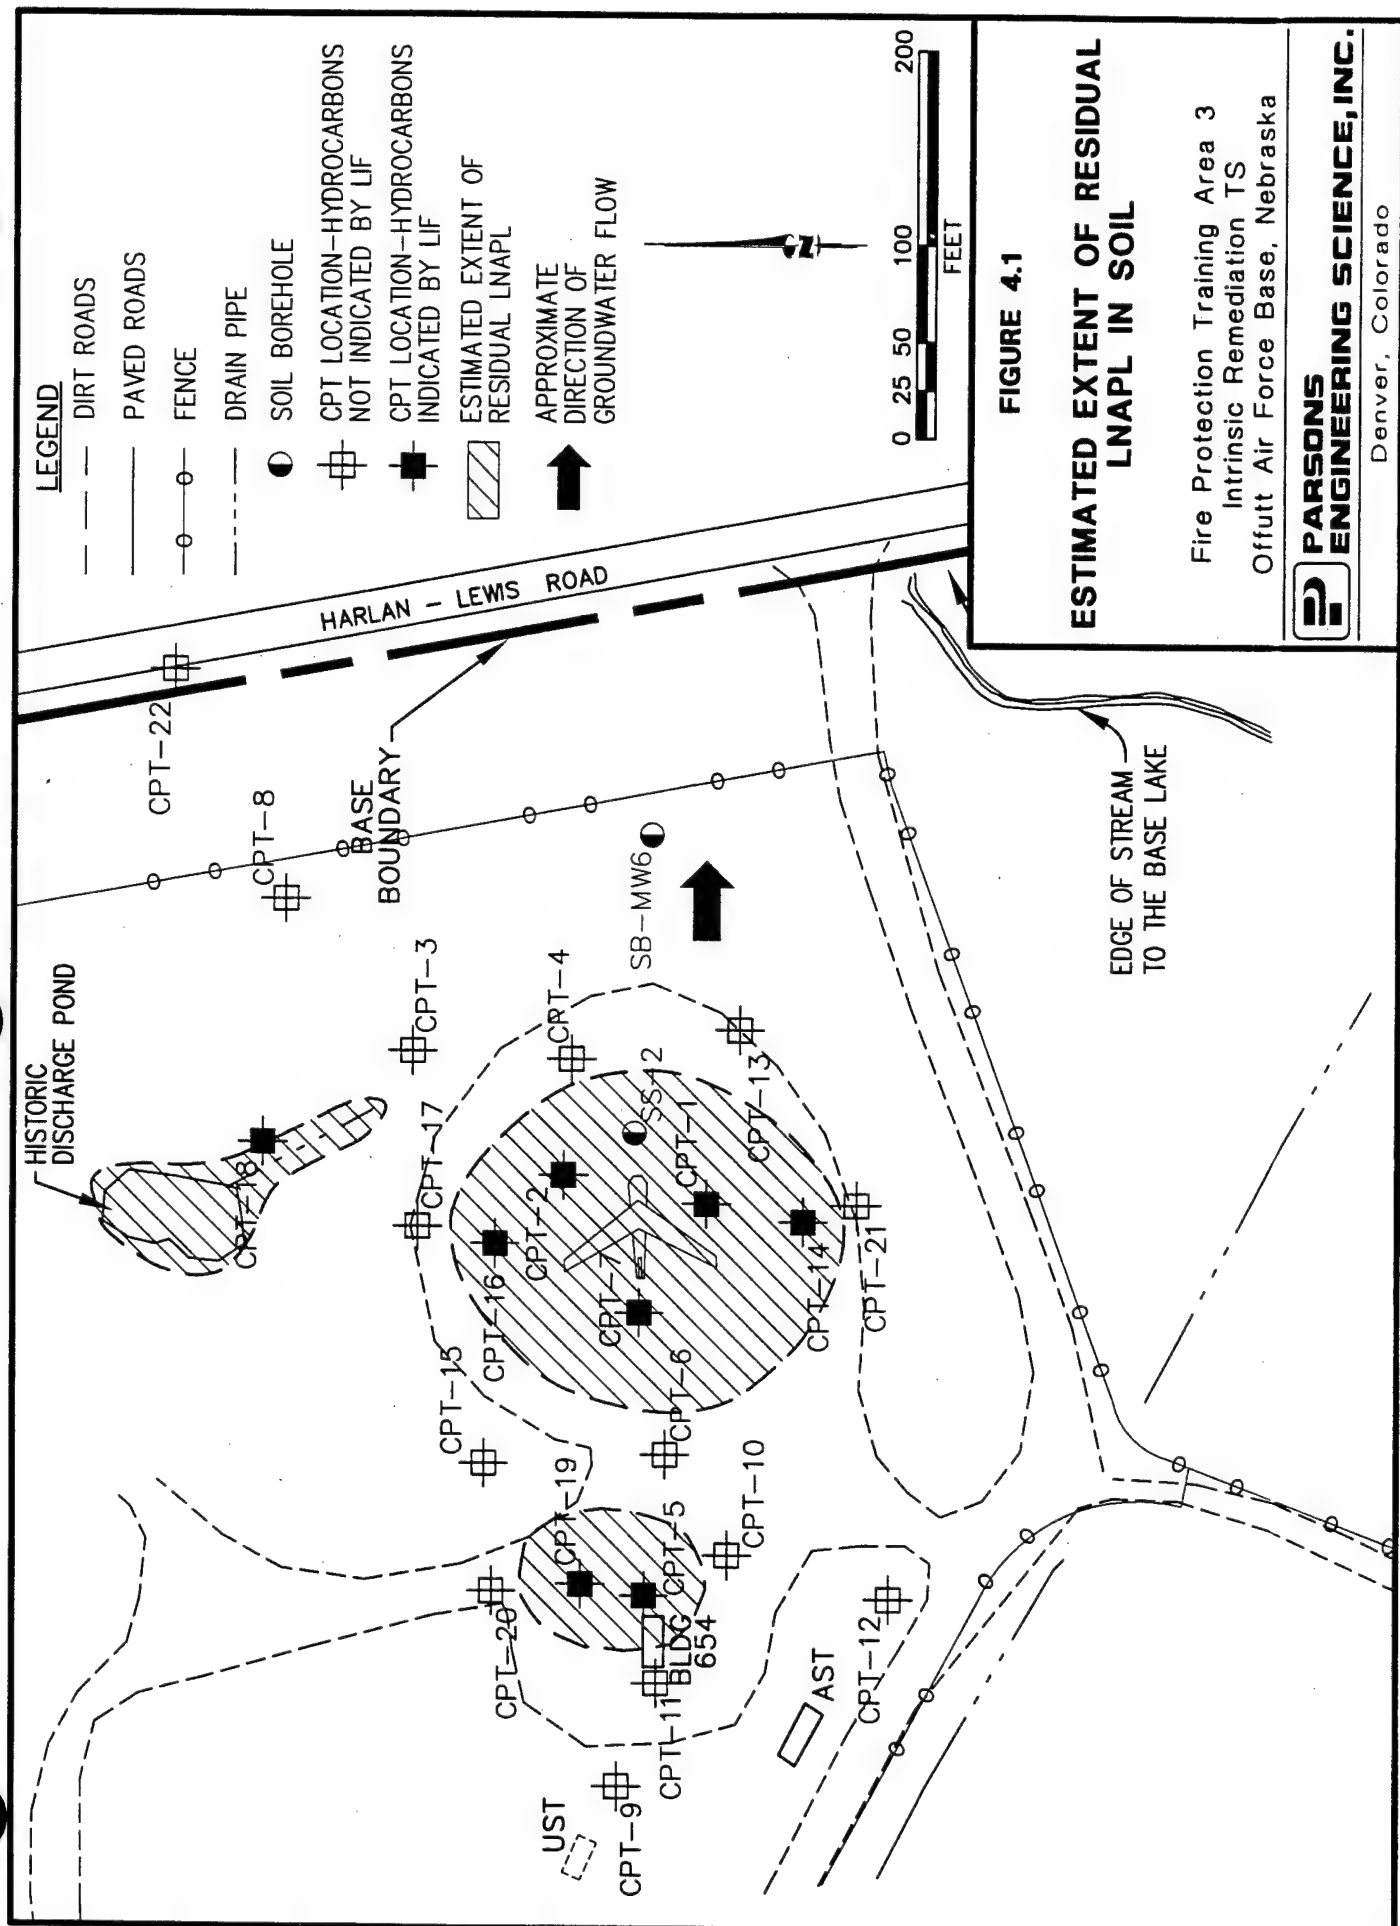 LEGEND
DIRT ROADS
PAVED ROADS
FENCE
DRAIN PIPE
SOIL BOREHOLE
CPT LOCATION-HYDROCARBONS
NOT INDICATED BY LIF
CPT LOCATION-HYDROCARBONS
INDICATED BY LIF
ESTIMATED EXTENT OF
RESIDUAL LNAPL
APPROXIMATE
DIRECTION OF
GROUNDWATER FLOW
N
0 25 50 100 200
FEET
HISTORIC
DISCHARGE POND
CPT-22
CPT-8
HARLAN - LEWIS ROAD
BASE
BOUNDARY
CPT-18
CPT-3
CPT-17
CPT-4
SB-MW6
CPT-15
CPT-16
CPT-2
SS-2
CPT-7
CPT-1
CPT-13
CPT-14
CPT-21
CPT-6
CPT-20
CPT-19
CPT-5
CPT-10
BLDG
654
CPT-11
UST
CPT-9
AST
CPT-12
EDGE OF STREAM
TO THE BASE LAKE
FIGURE 4.1
ESTIMATED EXTENT OF RESIDUAL
LNAPL IN SOIL
Fire Protection Training Area 3
Intrinsic Remediation TS
Offutt Air Force Base, Nebraska
PARSONS
ENGINEERING SCIENCE, INC.
Denver, Colorado